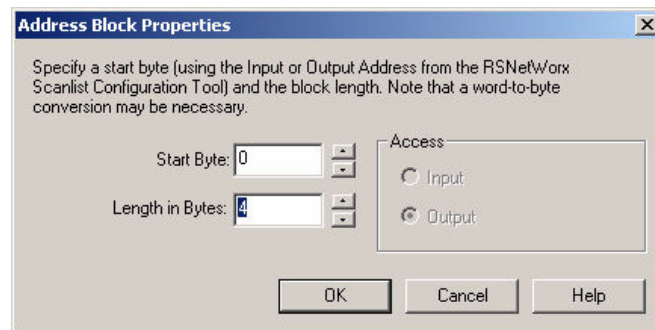 Address Block Properties
Specify a start byte (using the Input or Output Address from the RSNetWorx
Scanlist Configuration Tool) and the block length. Note that a word-to-byte
conversion may be necessary.
Start Byte: 0
Length in Bytes: 4
Access
Input
Output
OK Cancel Help